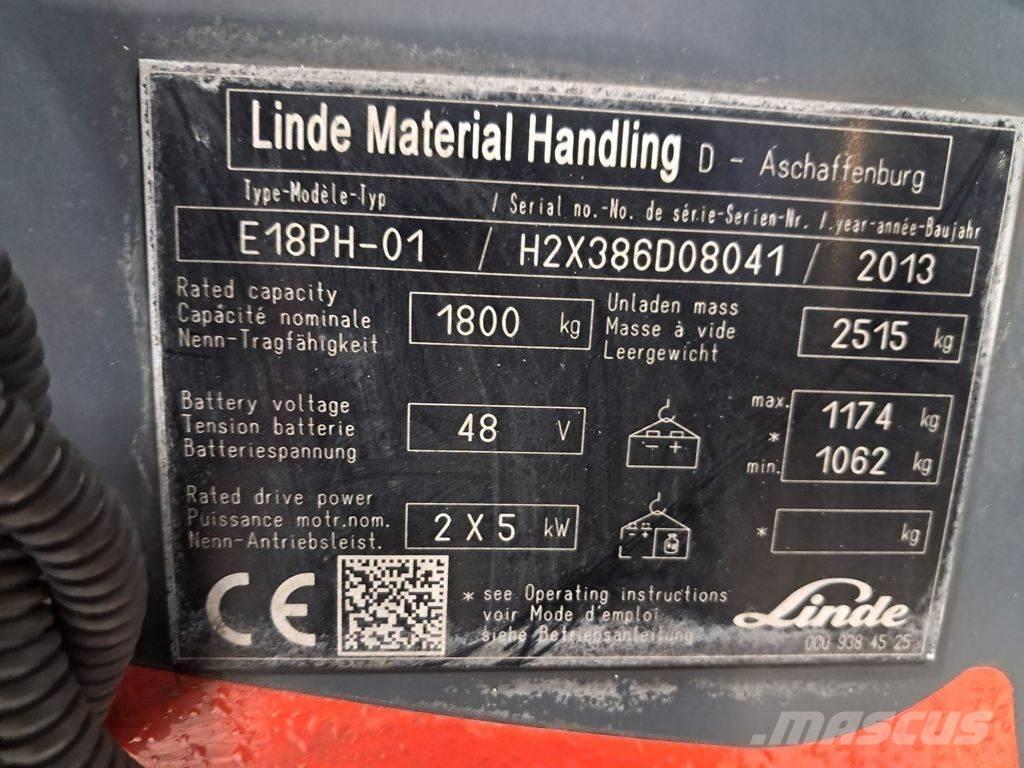 Linde Material Handling D - Aschaffenburg
Type-Modèle-Typ / Serial no.-No. de série-Serien-Nr. / year-année-Baujahr
E18PH-01 / H2X386D08041 / 2013
Rated capacity
Capacité nominale
Nenn-Tragfähigkeit
1800 kg
Unladen mass
Masse à vide
Leergewicht
2515 kg
Battery voltage
Tension batterie
Batteriespannung
48 V
max. 1174 kg
*
min. 1062 kg
Rated drive power
Puissance motr.nom.
Nenn-Antriebsleist.
2 X 5 kW
* kg
CE
* see Operating instructions
voir Mode d'emploi
siehe Betriebsanleitung
Linde
000 938 45 25
MASCUS